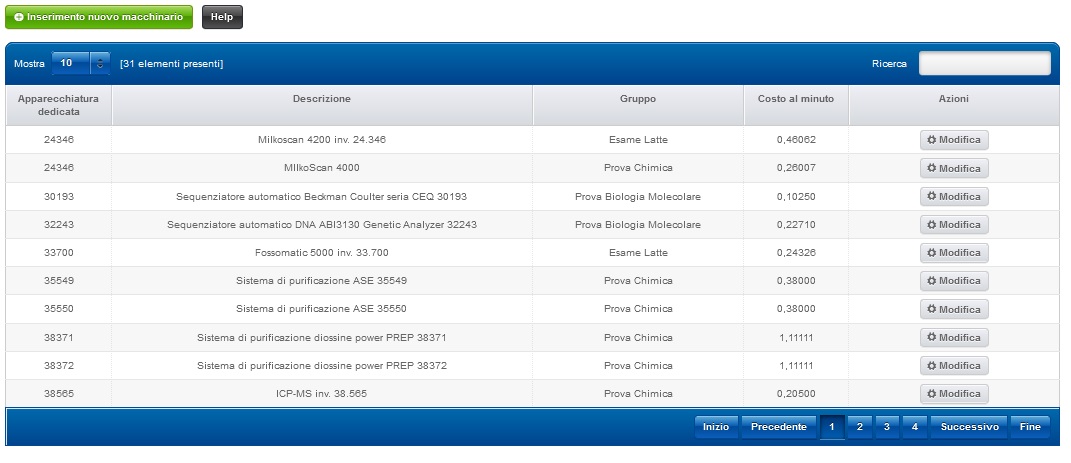 Inserimento nuovo macchinario Help
Mostra 10 [31 elementi presenti] Ricerca
Apparecchiatura dedicata Descrizione Gruppo Costo al minuto Azioni
24346 Milkoscan 4200 inv. 24.346 Esame Latte 0,46062 Modifica
24346 MIlkoScan 4000 Prova Chimica 0,26007 Modifica
30193 Sequenziatore automatico Beckman Coulter seria CEQ 30193 Prova Biologia Molecolare 0,10250 Modifica
32243 Sequenziatore automatico DNA ABI3130 Genetic Analyzer 32243 Prova Biologia Molecolare 0,22710 Modifica
33700 Fossomatic 5000 inv. 33.700 Esame Latte 0,24326 Modifica
35549 Sistema di purificazione ASE 35549 Prova Chimica 0,38000 Modifica
35550 Sistema di purificazione ASE 35550 Prova Chimica 0,38000 Modifica
38371 Sistema di purificazione diossine power PREP 38371 Prova Chimica 1,11111 Modifica
38372 Sistema di purificazione diossine power PREP 38372 Prova Chimica 1,11111 Modifica
38565 ICP-MS inv. 38.565 Prova Chimica 0,20500 Modifica
Inizio Precedente 1 2 3 4 Successivo Fine